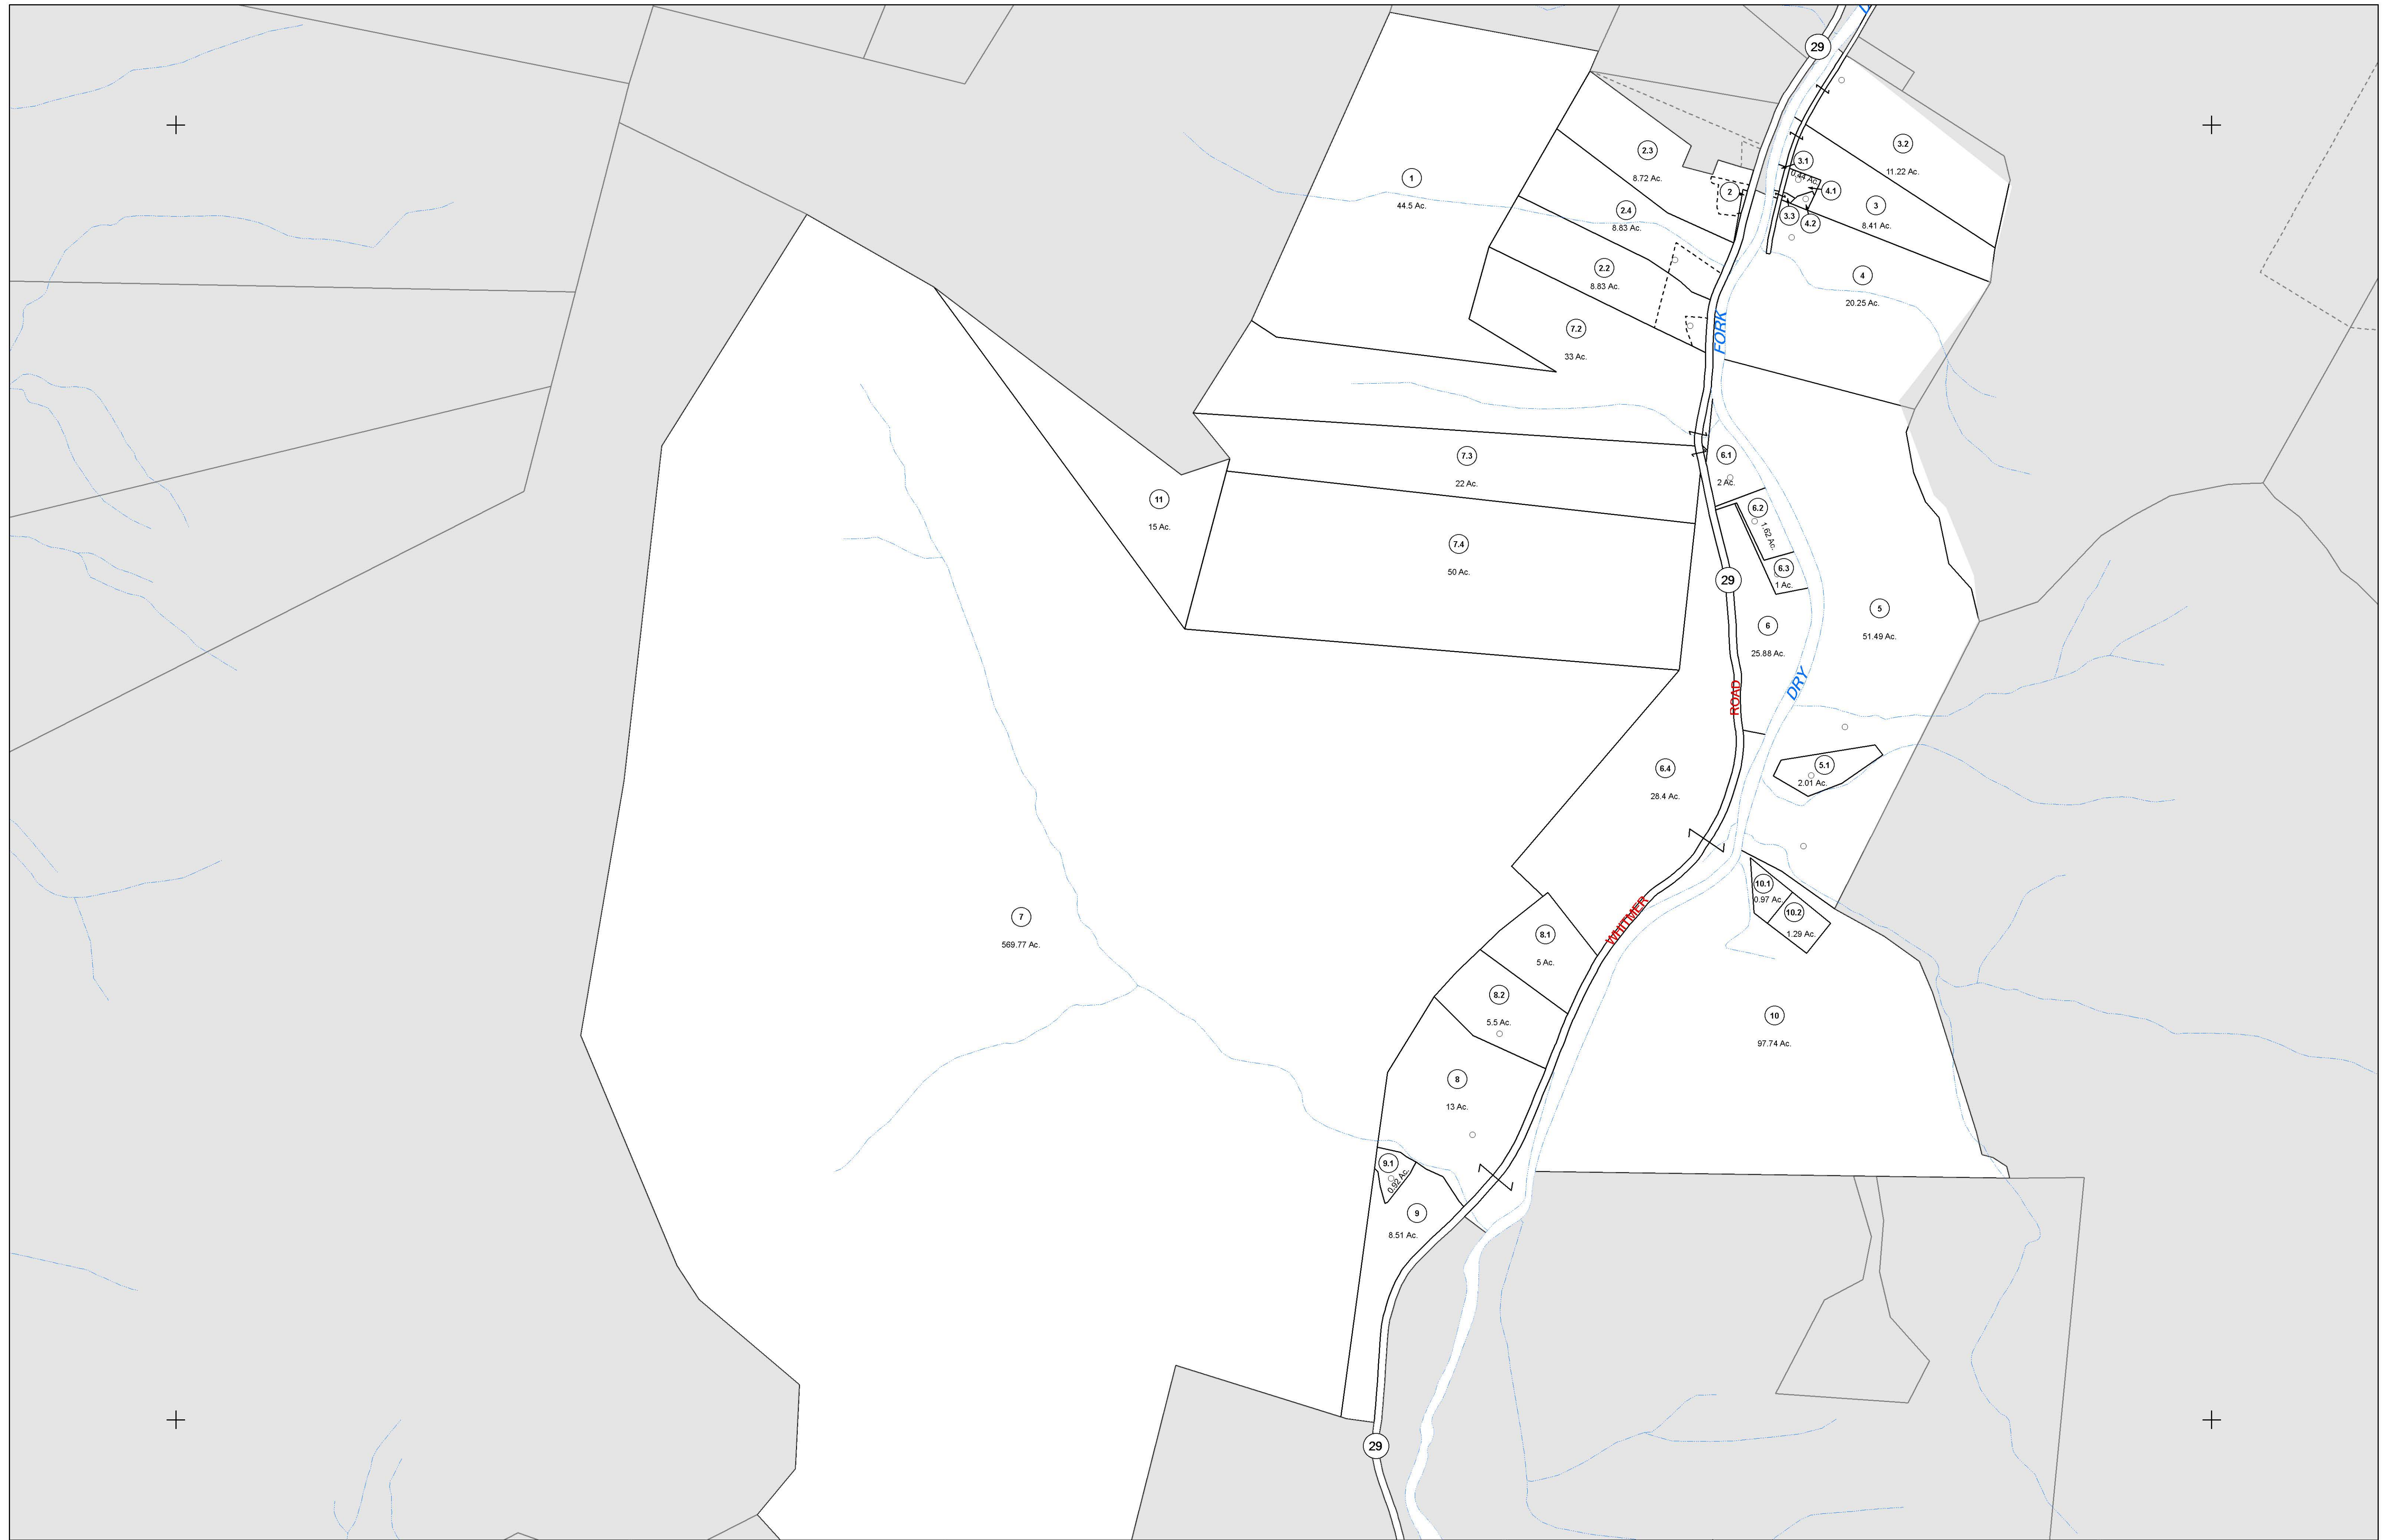 29
3.2
11.22 Ac.
2.3
8.72 Ac.
3.1
0.44 Ac.
1
44.5 Ac.
2
4.1
3
8.41 Ac.
2.4
8.83 Ac.
3.3
4.2
2.2
8.83 Ac.
4
20.25 Ac.
7.2
33 Ac.
FORK
7.3
22 Ac.
6.1
2 Ac.
11
15 Ac.
6.2
1.62 Ac.
7.4
50 Ac.
6.3
1 Ac.
29
5
51.49 Ac.
6
25.88 Ac.
ROAD
DRY
6.4
28.4 Ac.
5.1
2.01 Ac.
10.1
0.97 Ac.
10.2
1.29 Ac.
7
569.77 Ac.
WHITMER
8.1
5 Ac.
8.2
5.5 Ac.
10
97.74 Ac.
8
13 Ac.
9.1
0.92 Ac.
9
8.51 Ac.
29